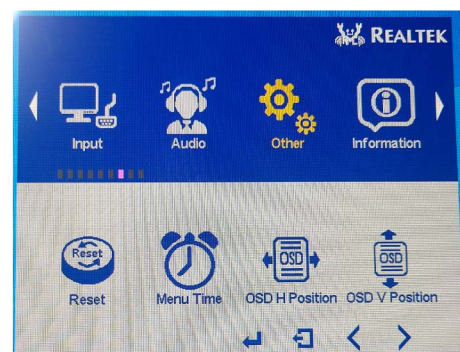 REALTEK
Input Audio Other Information
Reset
Reset Menu Time OSD H Position OSD V Position
OSD OSD